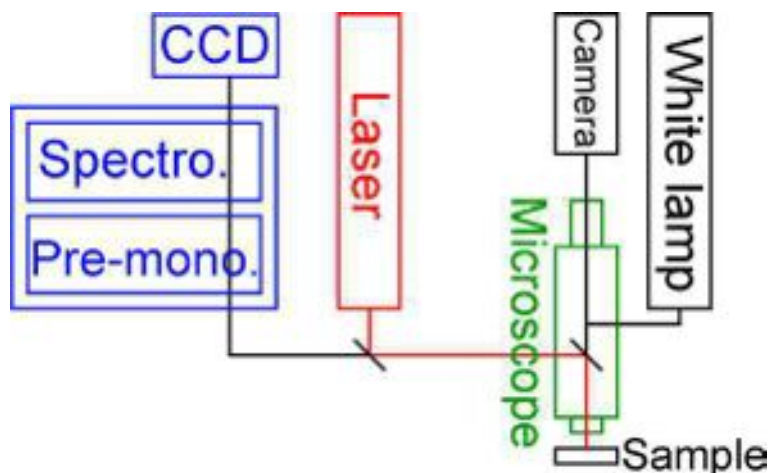 CCD
Spectro.
Pre-mono.
Laser
Microscope
Camera
White lamp
Sample